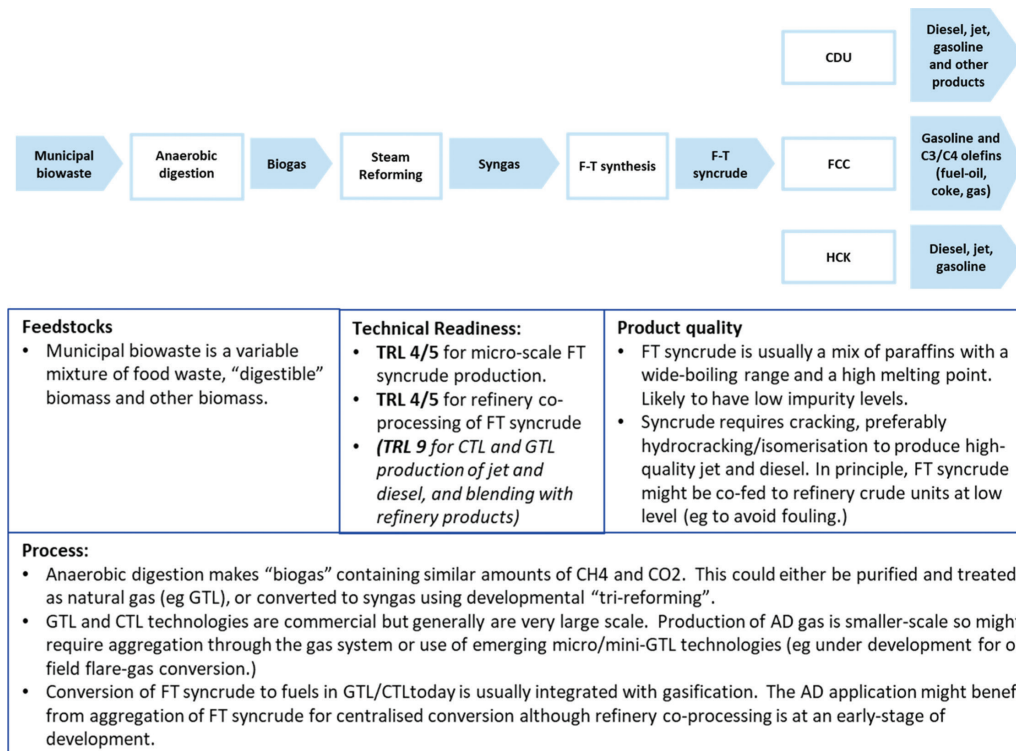 CDU
Diesel, jet,
gasoline
and other
products
Municipal
biowaste
Anaerobic
digestion
Biogas
Steam
Reforming
Syngas
F-T synthesis
F-T
syncrude
FCC
Gasoline and
C3/C4 olefins
(fuel-oil,
coke, gas)
HCK
Diesel, jet,
gasoline
Feedstocks
• Municipal biowaste is a variable
mixture of food waste, “digestible”
biomass and other biomass.
Technical Readiness:
• TRL 4/5 for micro-scale FT
syncrude production.
• TRL 4/5 for refinery co-
processing of FT syncrude
• (TRL 9 for CTL and GTL
production of jet and
diesel, and blending with
refinery products)
Product quality
• FT syncrude is usually a mix of paraffins with a
wide-boiling range and a high melting point.
Likely to have low impurity levels.
• Syncrude requires cracking, preferably
hydrocracking/isomerisation to produce high-
quality jet and diesel. In principle, FT syncrude
might be co-fed to refinery crude units at low
level (eg to avoid fouling.)
Process:
• Anaerobic digestion makes “biogas” containing similar amounts of CH4 and CO2. This could either be purified and treated
as natural gas (eg GTL), or converted to syngas using developmental “tri-reforming”.
• GTL and CTL technologies are commercial but generally are very large scale. Production of AD gas is smaller-scale so might
require aggregation through the gas system or use of emerging micro/mini-GTL technologies (eg under development for
field flare-gas conversion.)
• Conversion of FT syncrude to fuels in GTL/CTLtoday is usually integrated with gasification. The AD application might
from aggregation of FT syncrude for centralised conversion although refinery co-processing is at an early-stage of
development.